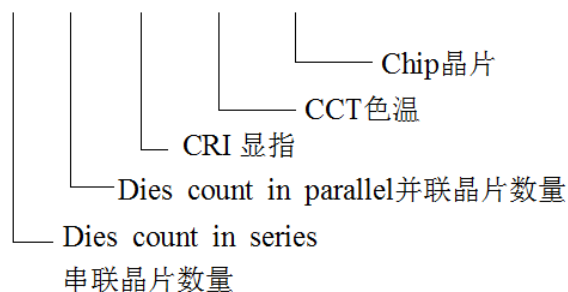 Chip晶片
CCT色温
CRI 显指
Dies count in parallel并联晶片数量
Dies count in series
串联晶片数量